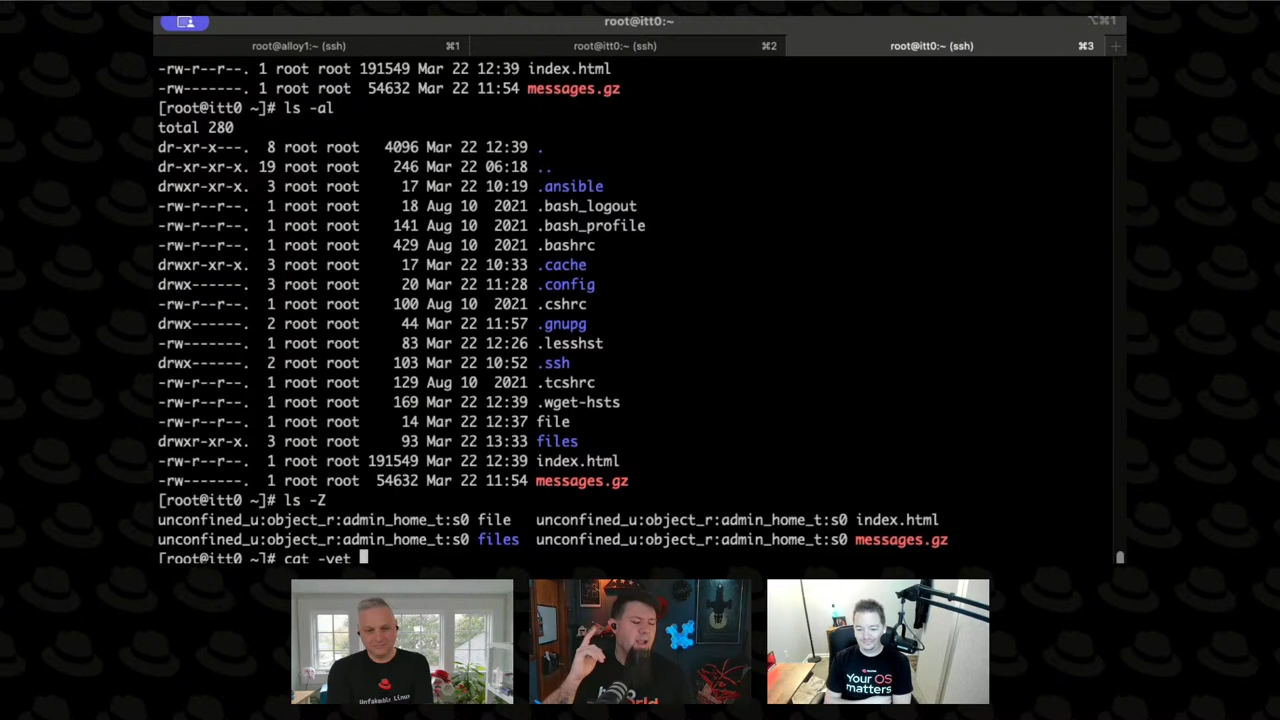 root@itt0:~
⌥⌘1
root@alloy1:~ (ssh) ⌘1 root@itt0:~ (ssh) ⌘2 root@itt0:~ (ssh) ⌘3 +
-rw-r--r--. 1 root root 191549 Mar 22 12:39 index.html
-rw-------. 1 root root 54632 Mar 22 11:54 messages.gz
[root@itt0 ~]# ls -al
total 280
dr-xr-x---. 8 root root 4096 Mar 22 12:39 .
dr-xr-xr-x. 19 root root 246 Mar 22 06:18 ..
drwxr-xr-x. 3 root root 17 Mar 22 10:19 .ansible
-rw-r--r--. 1 root root 18 Aug 10 2021 .bash_logout
-rw-r--r--. 1 root root 141 Aug 10 2021 .bash_profile
-rw-r--r--. 1 root root 429 Aug 10 2021 .bashrc
drwxr-xr-x. 3 root root 17 Mar 22 10:33 .cache
drwx------. 3 root root 20 Mar 22 11:28 .config
-rw-r--r--. 1 root root 100 Aug 10 2021 .cshrc
drwx------. 2 root root 44 Mar 22 11:57 .gnupg
-rw-------. 1 root root 83 Mar 22 12:26 .lesshst
drwx------. 2 root root 103 Mar 22 10:52 .ssh
-rw-r--r--. 1 root root 129 Aug 10 2021 .tcshrc
-rw-r--r--. 1 root root 169 Mar 22 12:39 .wget-hsts
-rw-r--r--. 1 root root 14 Mar 22 12:37 file
drwxr-xr-x. 3 root root 93 Mar 22 13:33 files
-rw-r--r--. 1 root root 191549 Mar 22 12:39 index.html
-rw-------. 1 root root 54632 Mar 22 11:54 messages.gz
[root@itt0 ~]# ls -Z
unconfined_u:object_r:admin_home_t:s0 file unconfined_u:object_r:admin_home_t:s0 index.html
unconfined_u:object_r:admin_home_t:s0 files unconfined_u:object_r:admin_home_t:s0 messages.gz
[root@itt0 ~]# cat -vet
Unfakeable Linux
Your OS
matters